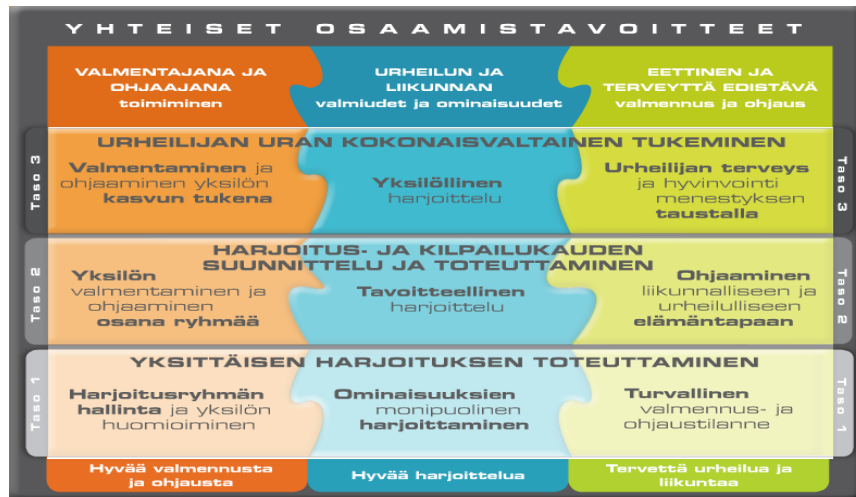 YHTEISET OSAAMISTAVOITTEET
VALMENTAJANA JA
OHJAAJANA
toimiminen
URHEILUN JA
LIIKUNNAN
valmiudet ja ominaisuudet
EETTINEN JA
TERVEYTTÄ EDISTÄVÄ
valmennus ja ohjaus
Taso 3
URHEILIJAN URAN KOKONAISVALTAINEN TUKEMINEN
Valmentaminen ja
ohjaaminen yksilön
kasvun tukena
Yksilöllinen
harjoittelu
Urheilijan terveys
ja hyvinvointi
menestyksen
taustalla
Taso 3
Taso 2
HARJOITUS- JA KILPAILUKAUDEN
SUUNNITTELU JA TOTEUTTAMINEN
Yksilön
valmentaminen ja
ohjaaminen
osana ryhmää
Tavoitteellinen
harjoittelu
Ohjaaminen
liikunnalliseen ja
urheilulliseen
elämäntapaan
Taso 2
Taso 1
YKSITTÄISEN HARJOITUKSEN TOTEUTTAMINEN
Harjoitusryhmän
hallinta ja yksilön
huomioiminen
Ominaisuuksien
monipuolinen
harjoittaminen
Turvallinen
valmennus- ja
ohjaustilanne
Taso 1
Hyvää valmennusta
ja ohjausta
Hyvää harjoittelua
Tervettä urheilua ja
liikuntaa